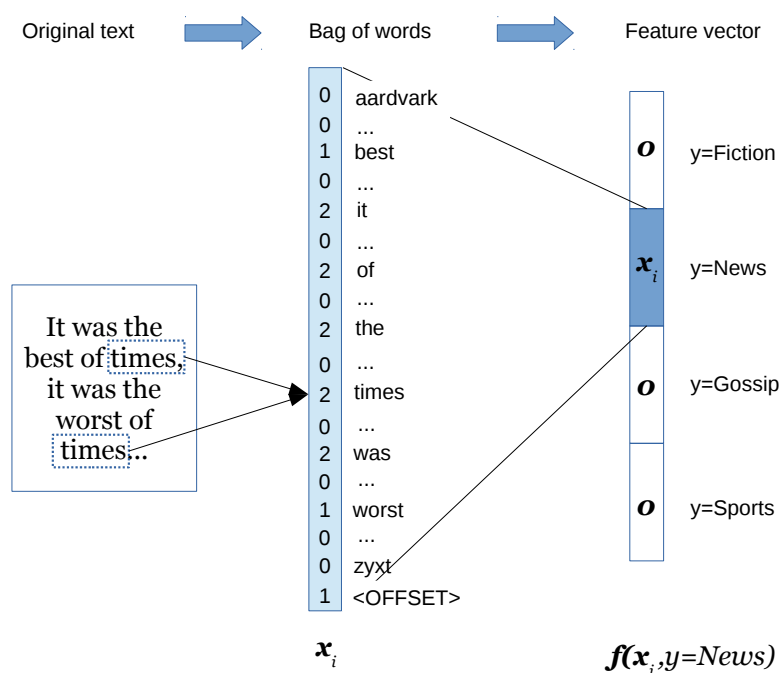 Original text
Bag of words
Feature vector
It was the
best of times,
it was the
worst of
times...
0 aardvark
0 ...
1 best
0 ...
2 it
0 ...
2 of
0 ...
2 the
0 ...
2 times
0 ...
2 was
0 ...
1 worst
0 ...
0 zyxt
1 <OFFSET>
x_i
o y=Fiction
x_i y=News
o y=Gossip
o y=Sports
f(x_i,y=News)